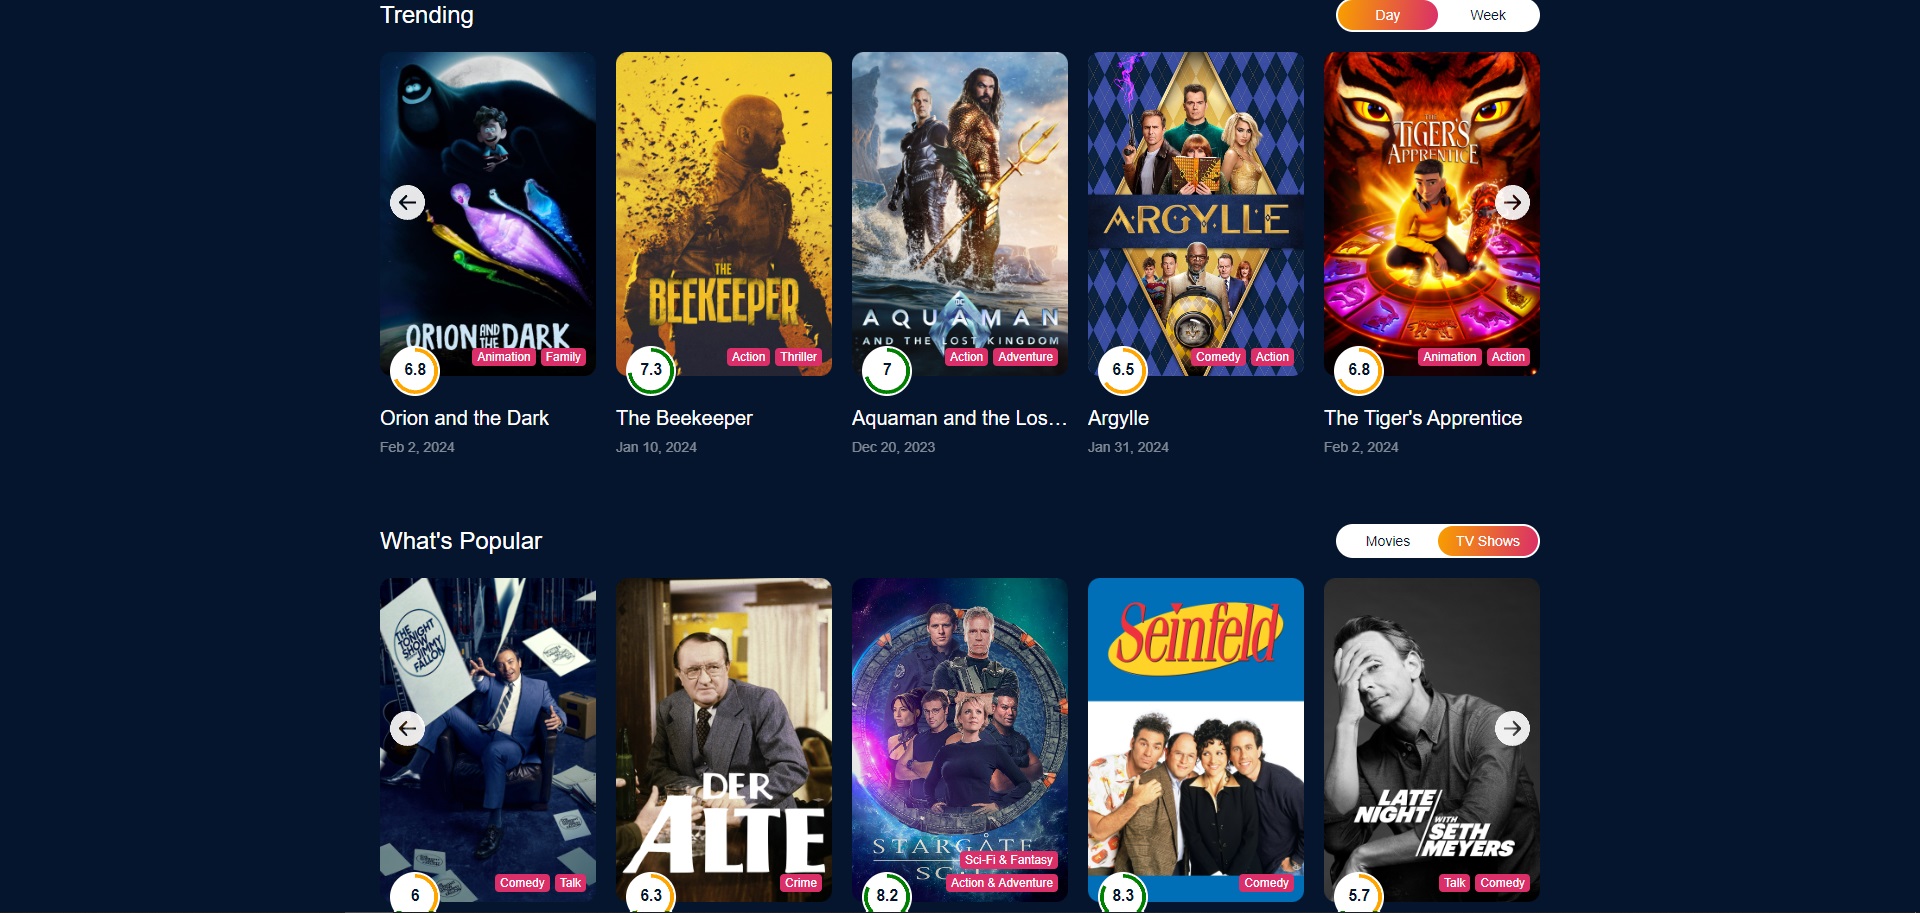 Trending
Day
Week
ORION AND THE DARK
Animation
Family
6.8
Orion and the Dark
Feb 2, 2024
THE
BEEKEEPER
Action
Thriller
7.3
The Beekeeper
Jan 10, 2024
DC
AQUAMAN
AND THE LOST KINGDOM
Action
Adventure
7
Aquaman and the Los...
Dec 20, 2023
ARGYLLE
Comedy
Action
6.5
Argylle
Jan 31, 2024
THE
TIGER'S
APPRENTICE
Animation
Action
6.8
The Tiger's Apprentice
Feb 2, 2024
What's Popular
Movies
TV Shows
THE
TONIGHT
SHOW
JIMMY
FALLON
Comedy
Talk
6
DER
ALTE
Crime
6.3
STARGATE
Sci-Fi & Fantasy
Action & Adventure
8.2
Seinfeld
Comedy
8.3
LATE
NIGHT
WITH
SETH
MEYERS
Talk
Comedy
5.7